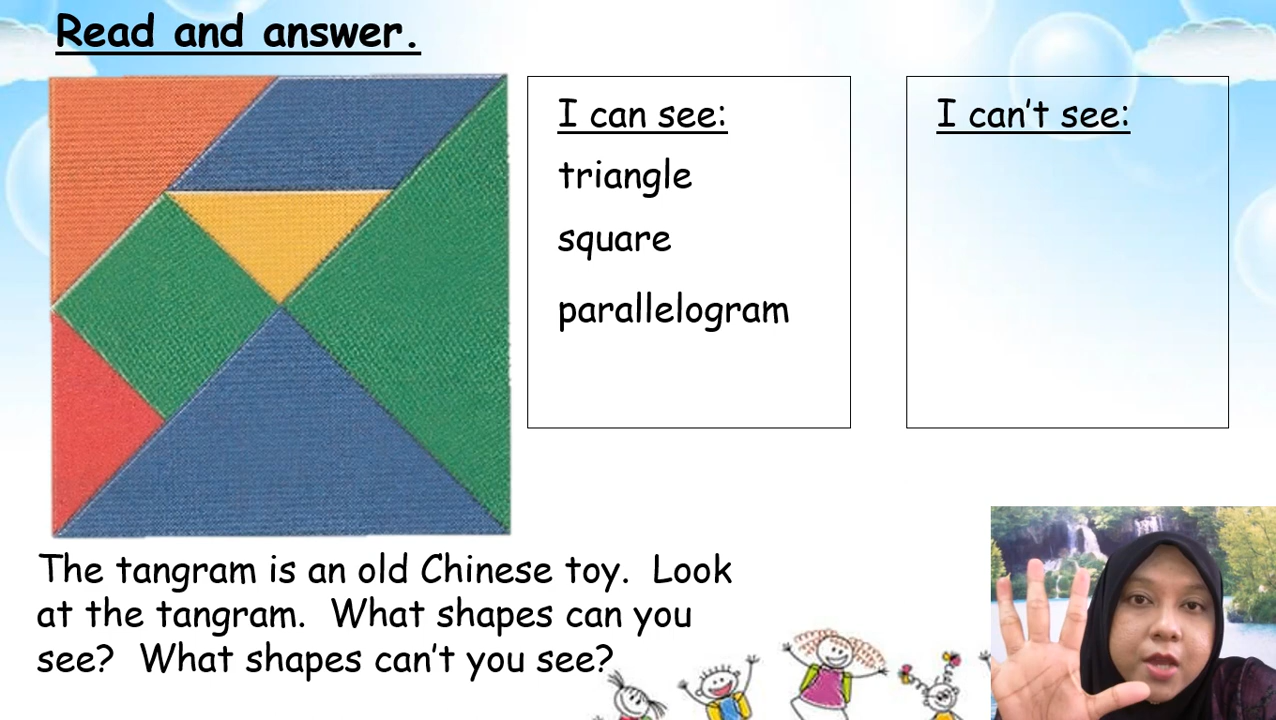 Read and answer.
I can see:
triangle
square
parallelogram
I can't see:
The tangram is an old Chinese toy.  Look
at the tangram.  What shapes can you
see?  What shapes can't you see?